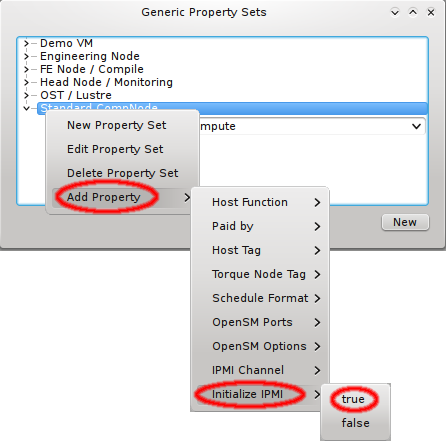 Generic Property Sets
Demo VM
Engineering Node
FE Node / Compile
Head Node / Monitoring
OST / Lustre
Standard CompNode
mpute
New Property Set
Edit Property Set
Delete Property Set
Add Property
New
Host Function
Paid by
Host Tag
Torque Node Tag
Schedule Format
OpenSM Ports
OpenSM Options
IPMI Channel
Initialize IPMI
true
false